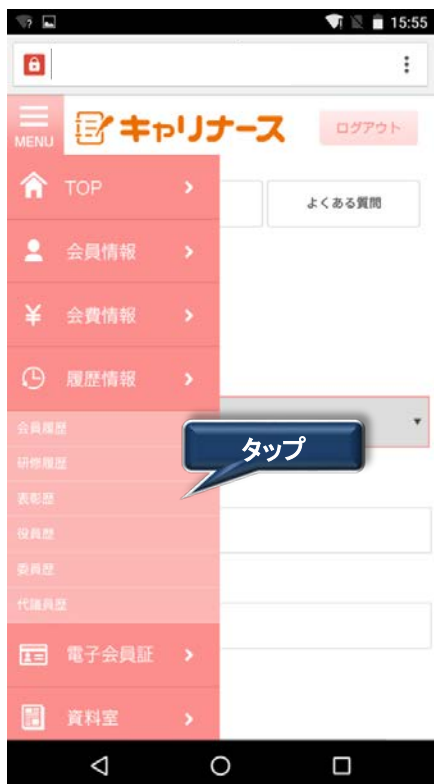 15:55
MENU
キャリナース
ログアウト
TOP
よくある質問
会員情報
会費情報
履歴情報
会員履歴
タップ
研修履歴
表彰歴
役員歴
委員歴
代議員歴
電子会員証
資料室